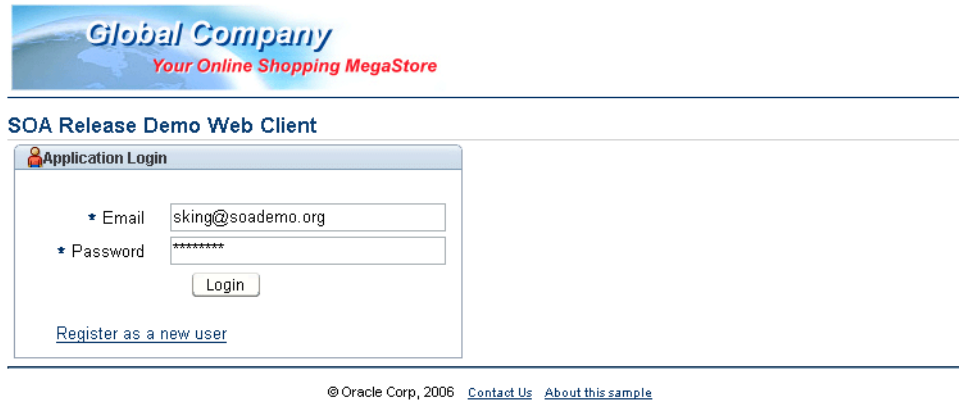 Global Company
Your Online Shopping MegaStore
SOA Release Demo Web Client
Application Login
* Email sking@soademo.org
* Password ********
Login
Register as a new user
© Oracle Corp, 2006 Contact Us About this sample